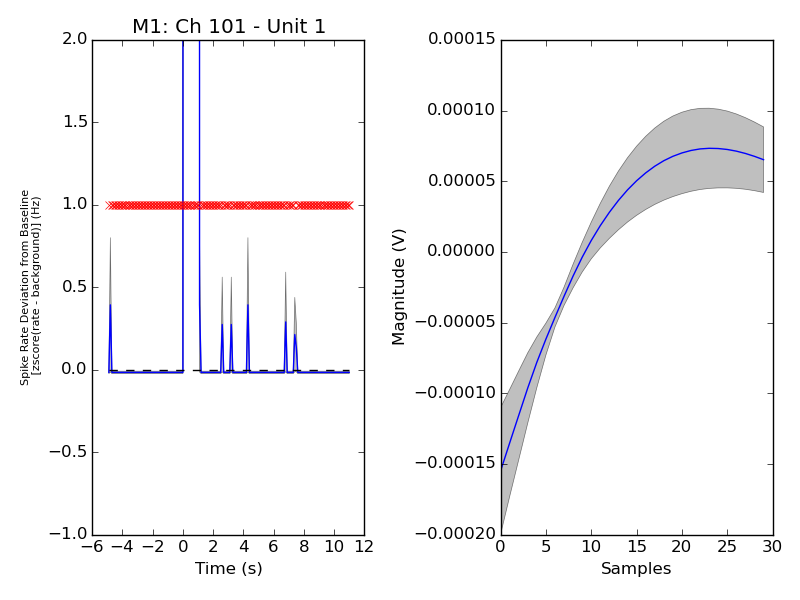 M1: Ch 101 - Unit 1
2.0
1.5
1.0
0.5
0.0
−0.5
−1.0
−6 −4 −2 0 2 4 6 8 10 12
Time (s)
Spike Rate Deviation from Baseline
[zscore(rate - background)] (Hz)
0.00015
0.00010
0.00005
0.00000
−0.00005
−0.00010
−0.00015
−0.00020
0 5 10 15 20 25 30
Samples
Magnitude (V)